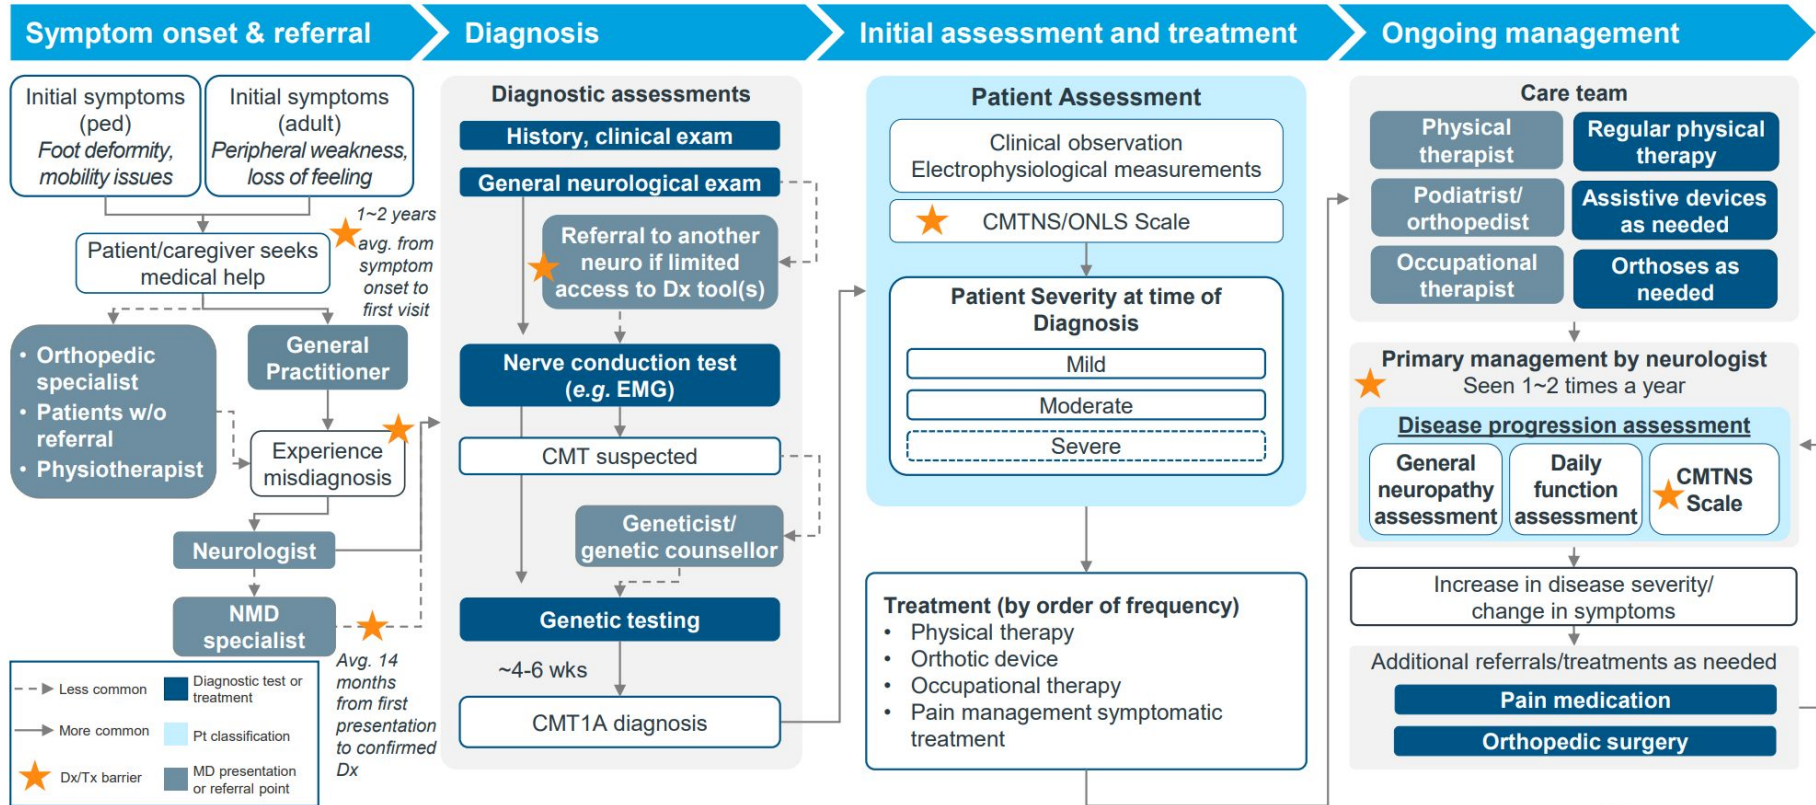 Symptom onset & referral
Diagnosis
Initial assessment and treatment
Ongoing management
Initial symptoms
(ped)
Foot deformity,
mobility issues
Initial symptoms
(adult)
Peripheral weakness,
loss of feeling
1~2 years
avg. from
symptom
onset to
first visit
Patient/caregiver seeks
medical help
• Orthopedic
specialist
• Patients w/o
referral
• Physiotherapist
General
Practitioner
Experience
misdiagnosis
Neurologist
NMD
specialist
Avg. 14
months
from first
presentation
to confirmed
Dx
Less common
More common
Dx/Tx barrier
Diagnostic test or
treatment
Pt classification
MD presentation
or referral point
Diagnostic assessments
History, clinical exam
General neurological exam
Referral to another
neuro if limited
access to Dx tool(s)
Nerve conduction test
(e.g. EMG)
CMT suspected
Geneticist/
genetic counsellor
Genetic testing
~4-6 wks
CMT1A diagnosis
Patient Assessment
Clinical observation
Electrophysiological measurements
CMTNS/ONLS Scale
Patient Severity at time of
Diagnosis
Mild
Moderate
Severe
Treatment (by order of frequency)
• Physical therapy
• Orthotic device
• Occupational therapy
• Pain management symptomatic
treatment
Care team
Physical
therapist
Regular physical
therapy
Podiatrist/
orthopedist
Assistive devices
as needed
Occupational
therapist
Orthoses as
needed
Primary management by neurologist
Seen 1~2 times a year
Disease progression assessment
General
neuropathy
assessment
Daily
function
assessment
CMTNS
Scale
Increase in disease severity/
change in symptoms
Additional referrals/treatments as needed
Pain medication
Orthopedic surgery